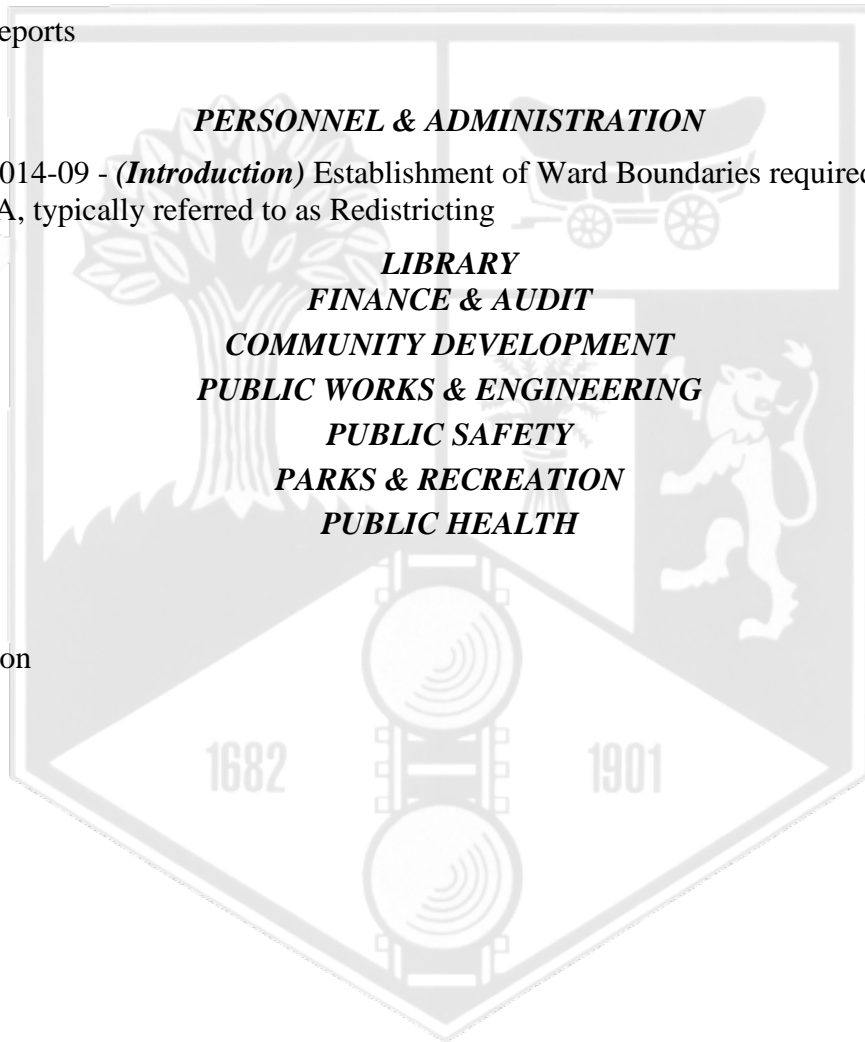 eports
PERSONNEL & ADMINISTRATION
014-09 - (Introduction) Establishment of Ward Boundaries required
A, typically referred to as Redistricting
LIBRARY
FINANCE & AUDIT
COMMUNITY DEVELOPMENT
PUBLIC WORKS & ENGINEERING
PUBLIC SAFETY
PARKS & RECREATION
PUBLIC HEALTH
on
1682 1901